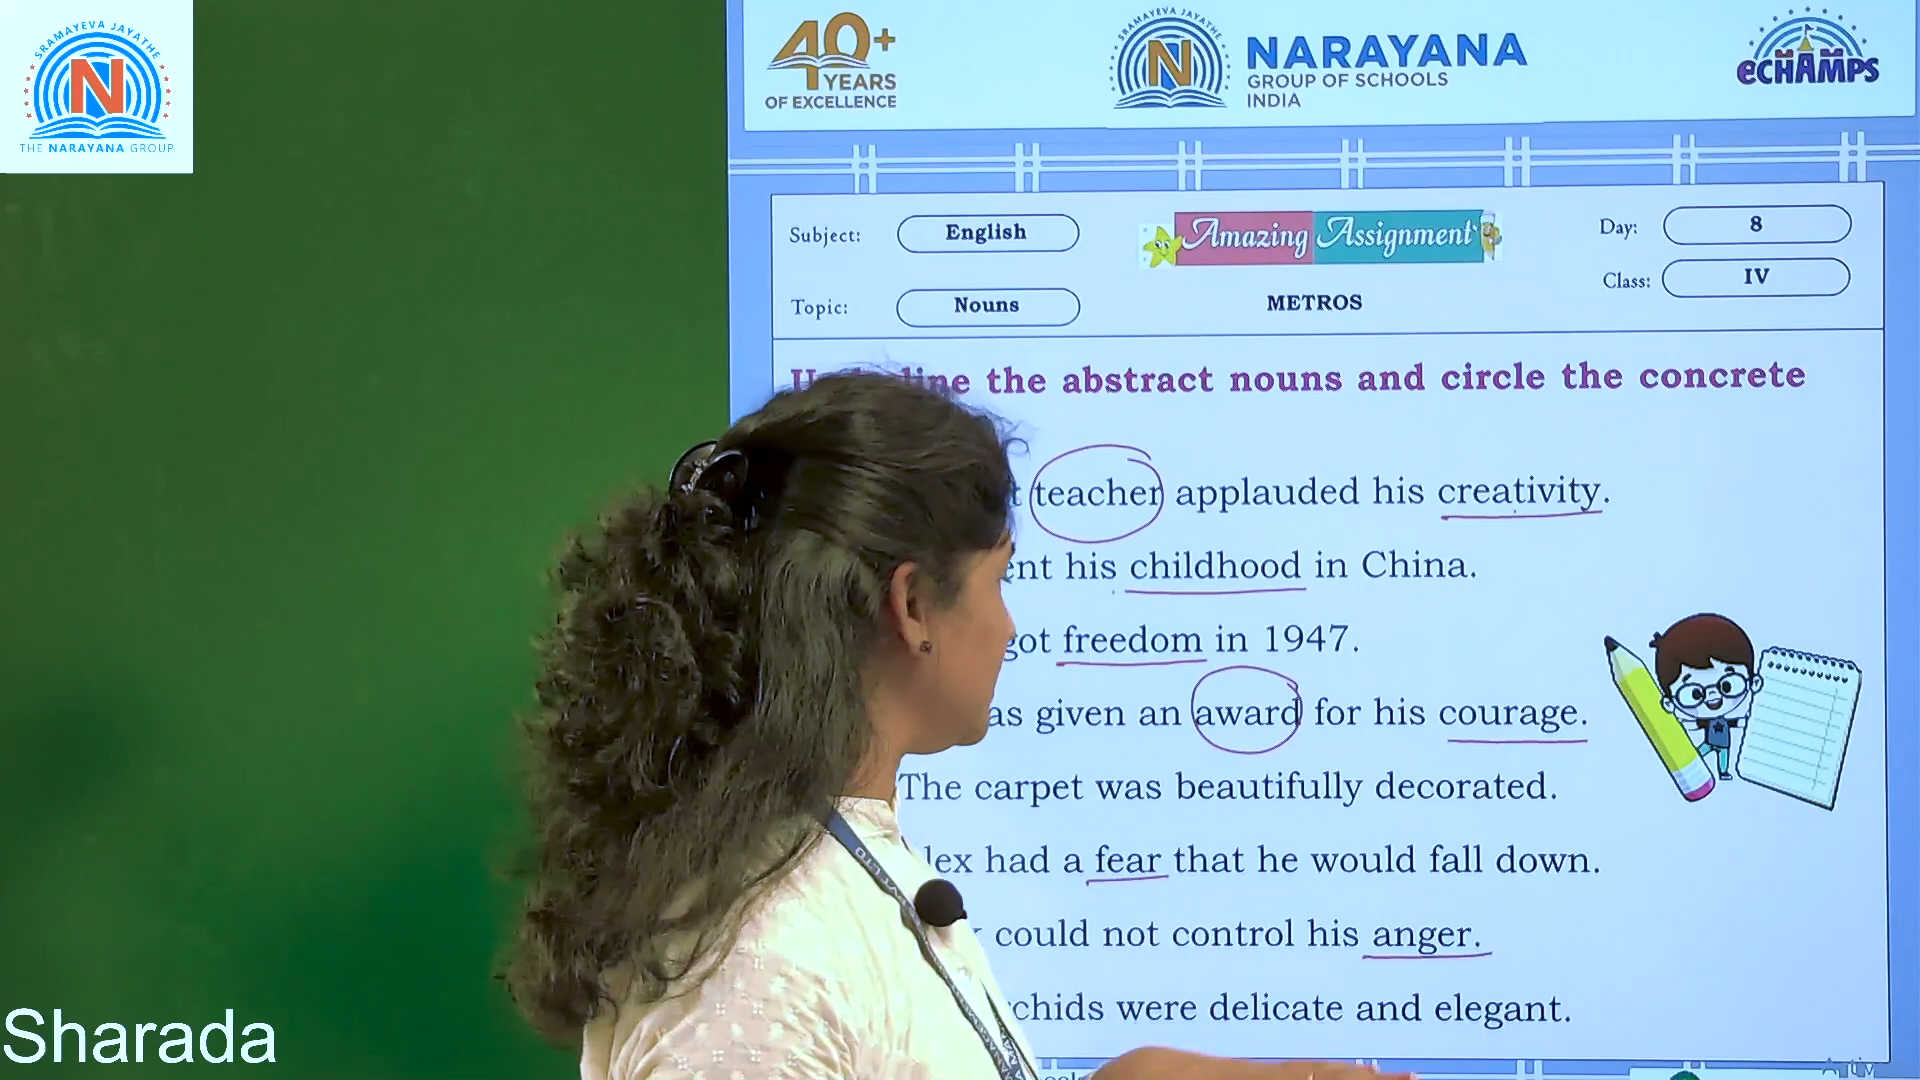 SRAMAYEVA JAYATHE
N
THE NARAYANA GROUP
40+
YEARS
OF EXCELLENCE
SRAMAYEVA JAYATHE
N
NARAYANA
GROUP OF SCHOOLS
INDIA
eCHAMPS
Subject: English
Amazing Assignment
Day: 8
Class: IV
Topic: Nouns
METROS
the abstract nouns and circle the concrete
teacher applauded his creativity.
his childhood in China.
got freedom in 1947.
given an award for his courage.
The carpet was beautifully decorated.
had a fear that he would fall down.
could not control his anger.
were delicate and elegant.
Sharada